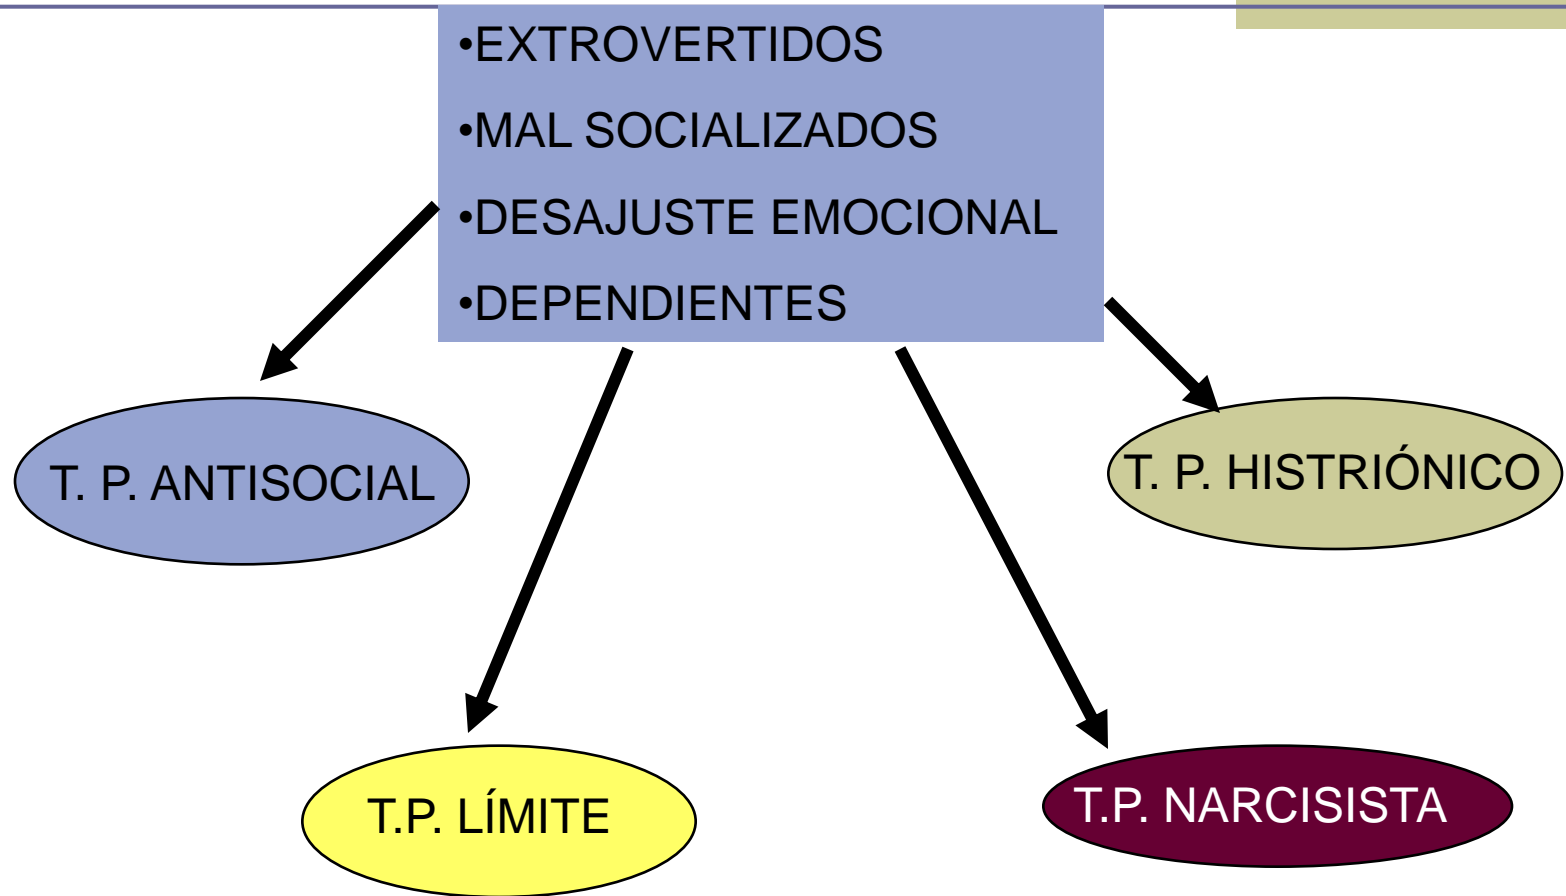 •EXTROVERTIDOS
•MAL SOCIALIZADOS
•DESAJUSTE EMOCIONAL
•DEPENDIENTES
T. P. ANTISOCIAL
T. P. HISTRIÓNICO
T.P. LÍMITE
T.P. NARCISISTA